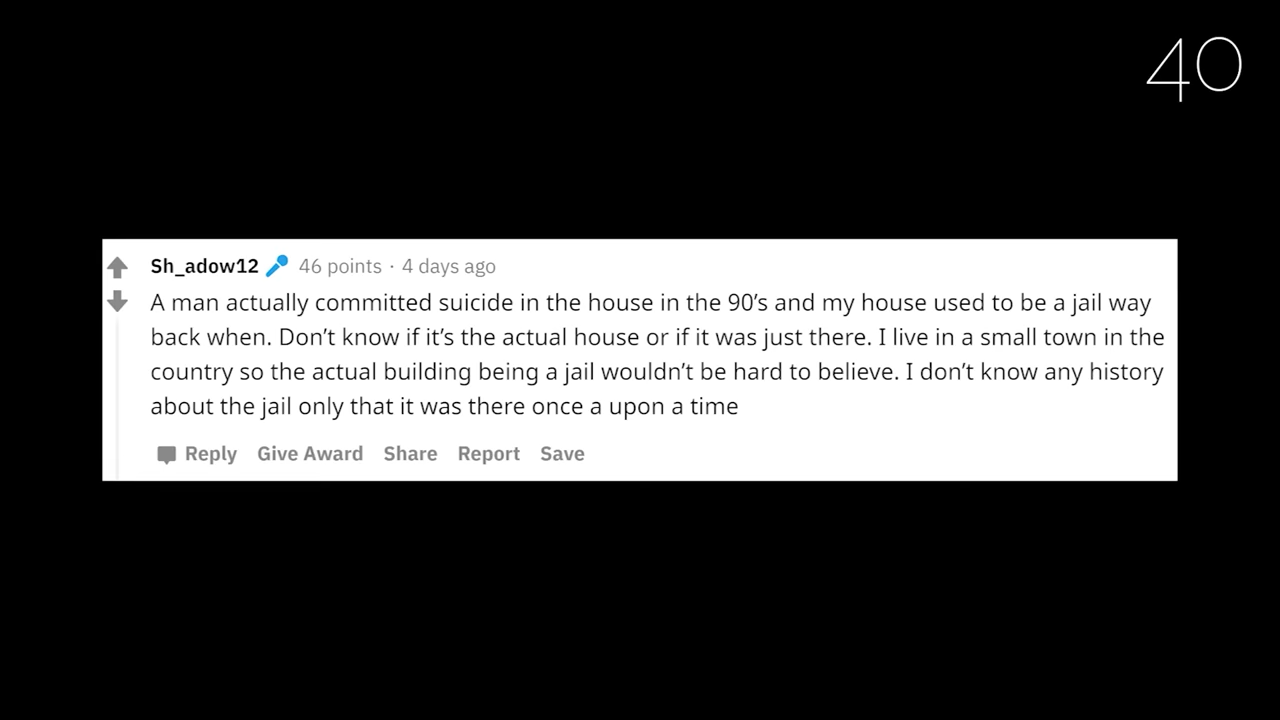 40
Sh_adow12 46 points · 4 days ago
A man actually committed suicide in the house in the 90’s and my house used to be a jail way
back when. Don’t know if it’s the actual house or if it was just there. I live in a small town in the
country so the actual building being a jail wouldn’t be hard to believe. I don’t know any history
about the jail only that it was there once a upon a time
Reply Give Award Share Report Save